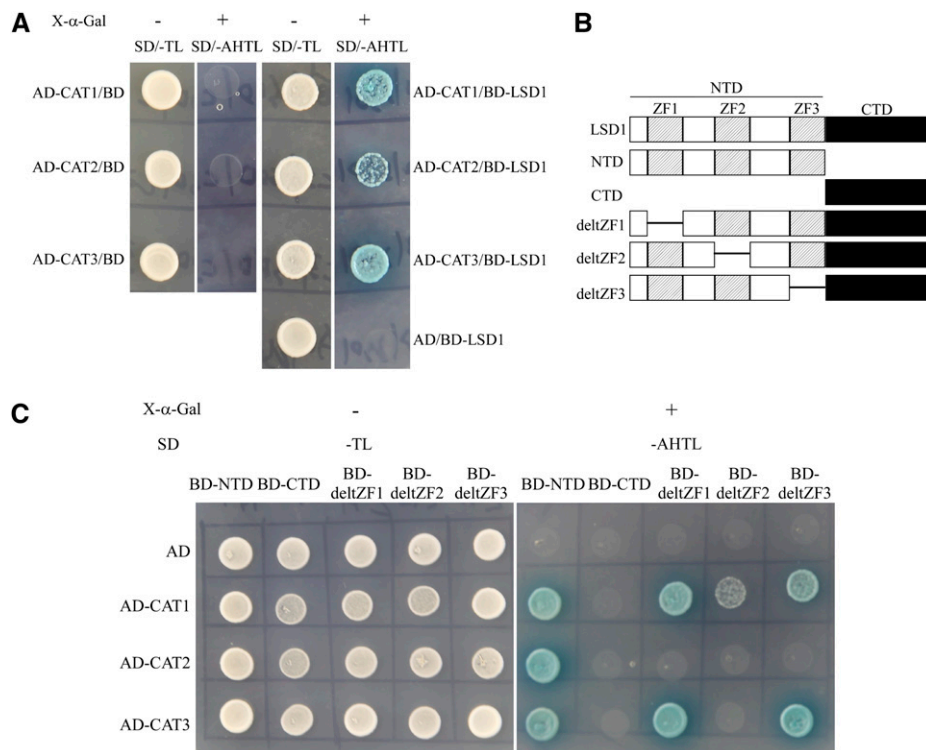 A
X-α-Gal - + - +
SD/-TL SD/-AHTL SD/-TL SD/-AHTL
AD-CAT1/BD AD-CAT1/BD-LSD1
AD-CAT2/BD AD-CAT2/BD-LSD1
AD-CAT3/BD AD-CAT3/BD-LSD1
AD/BD-LSD1
B
NTD
ZF1 ZF2 ZF3 CTD
LSD1
NTD
CTD
deltZF1
deltZF2
deltZF3
C
X-α-Gal - +
SD -TL -AHTL
BD-NTD BD-CTD BD-deltZF1 BD-deltZF2 BD-deltZF3 BD-NTD BD-CTD BD-deltZF1 BD-deltZF2 BD-deltZF3
AD
AD-CAT1
AD-CAT2
AD-CAT3